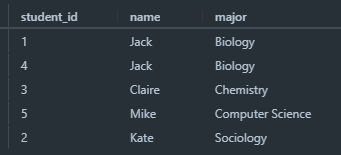 student_id name major
1 Jack Biology
4 Jack Biology
3 Claire Chemistry
5 Mike Computer Science
2 Kate Sociology